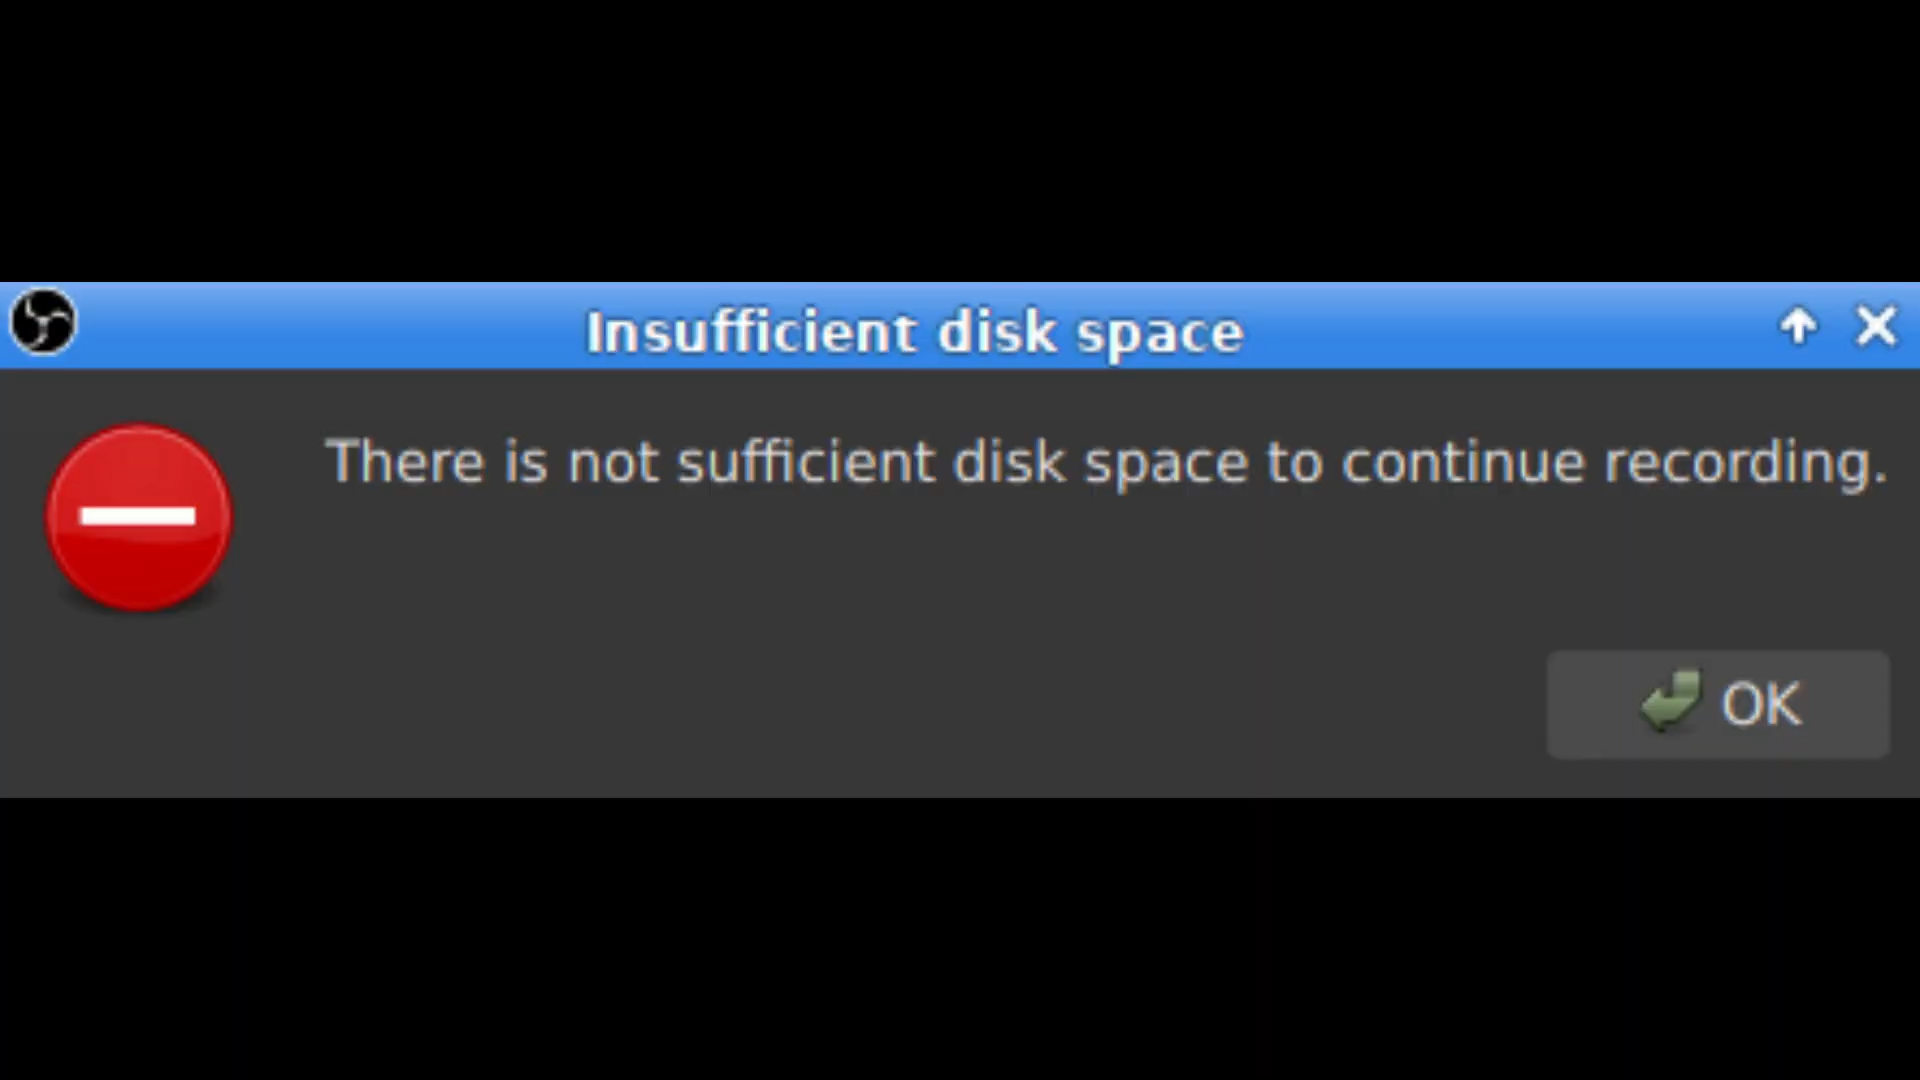 Insufficient disk space
There is not sufficient disk space to continue recording.
OK